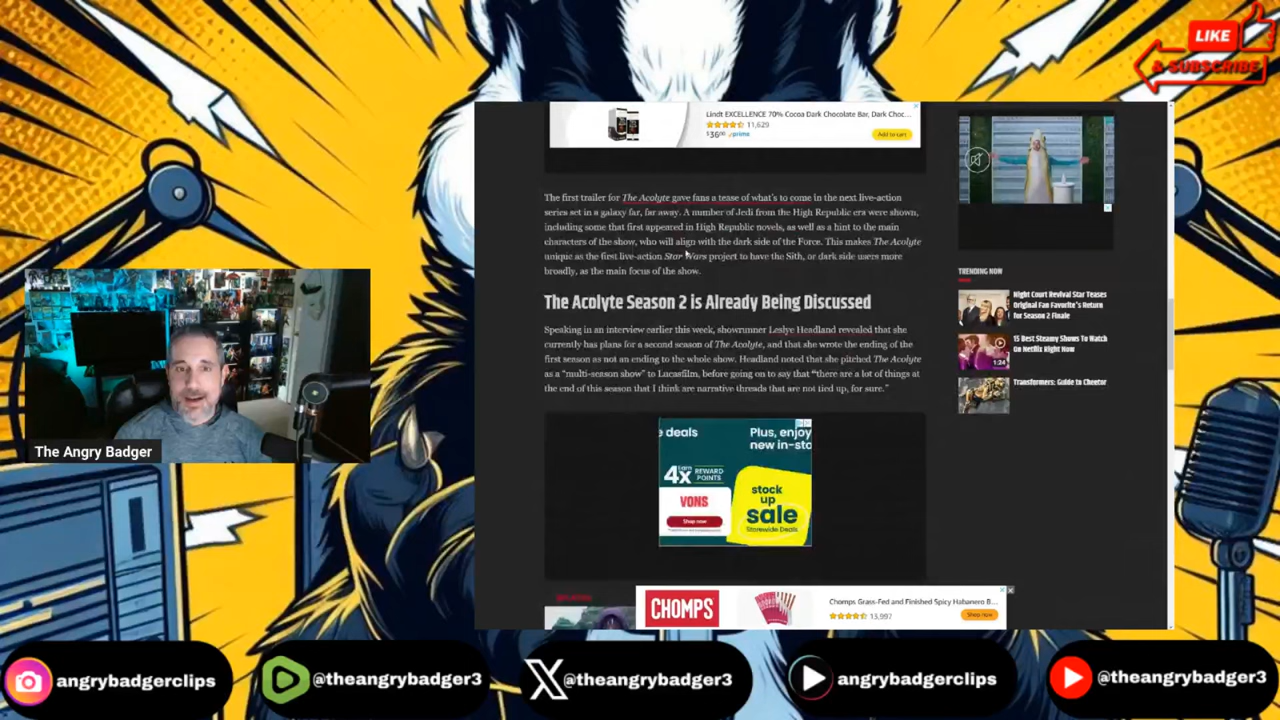 LIKE
& SUBSCRIBE
Lindt EXCELLENCE 70% Cocoa Dark Chocolate Bar, Dark Choc...
11,629
$36 prime
Add to cart
The first trailer for The Acolyte gave fans a tease of what's to come in the next live-action
series set in a galaxy far, far away. A number of Jedi from the High Republic era were shown,
including some that first appeared in High Republic novels, as well as a hint to the main
characters of the show, who will align with the dark side of the Force. This makes The Acolyte
unique as the first live-action Star Wars project to have the Sith, or dark side users more
broadly, as the main focus of the show.
The Acolyte Season 2 is Already Being Discussed
Speaking in an interview earlier this week, showrunner Leslye Headland revealed that she
currently has plans for a second season of The Acolyte, and that she wrote the ending of the
first season as not an ending to the whole show. Headland noted that she pitched The Acolyte
as a "multi-season show" to Lucasfilm, before going on to say that "there are a lot of things at
the end of this season that I think are narrative threads that are not tied up, for sure."
TRENDING NOW
Night Court Revival Star Teases
Original Fan Favorite's Return
for Season 2 Finale
15 Best Steamy Shows To Watch
On Netflix Right Now
1:24
Transformers: Guide to Cheetor
e deals
Plus, enjoy
new in-sto
Earn
4x REWARD
POINTS
VONS
Shop now
stock
up
sale
Storewide Deals
CHOMPS
Chomps Grass-Fed and Finished Spicy Habanero B...
13,997
Shop now
The Angry Badger
angrybadgerclips
@theangrybadger3
@theangrybadger3
angrybadgerclips
@theangrybadger3